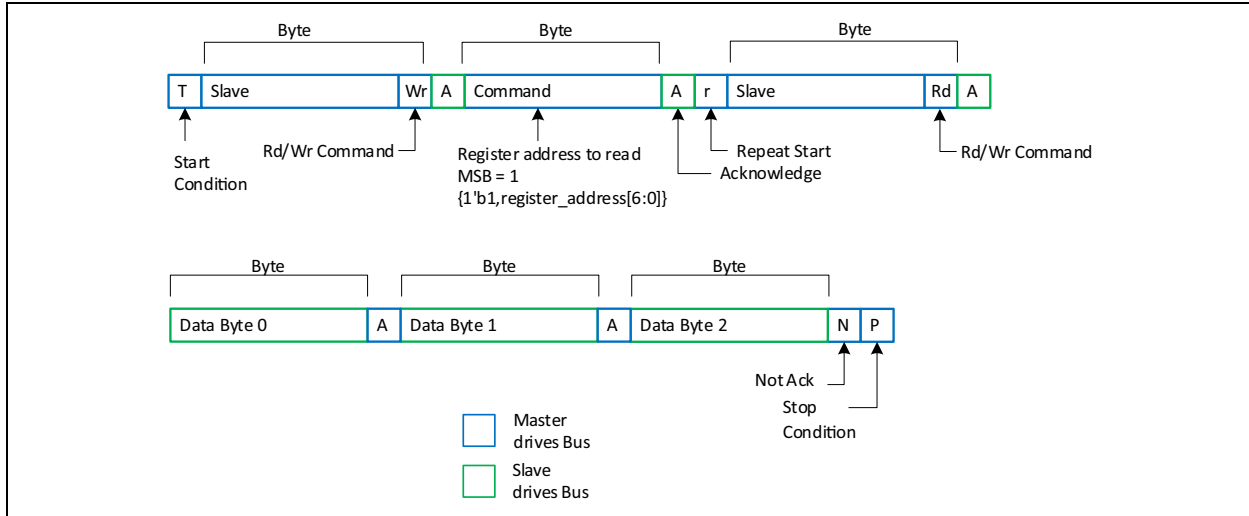 Byte Byte Byte
T Slave Wr A Command A r Slave Rd A
Start
Condition
Rd/Wr Command
Register address to read
MSB = 1
{1'b1,register_address[6:0]}
Repeat Start
Acknowledge
Rd/Wr Command
Byte Byte Byte
Data Byte 0 A Data Byte 1 A Data Byte 2 N P
Not Ack
Stop
Condition
Master
drives Bus
Slave
drives Bus